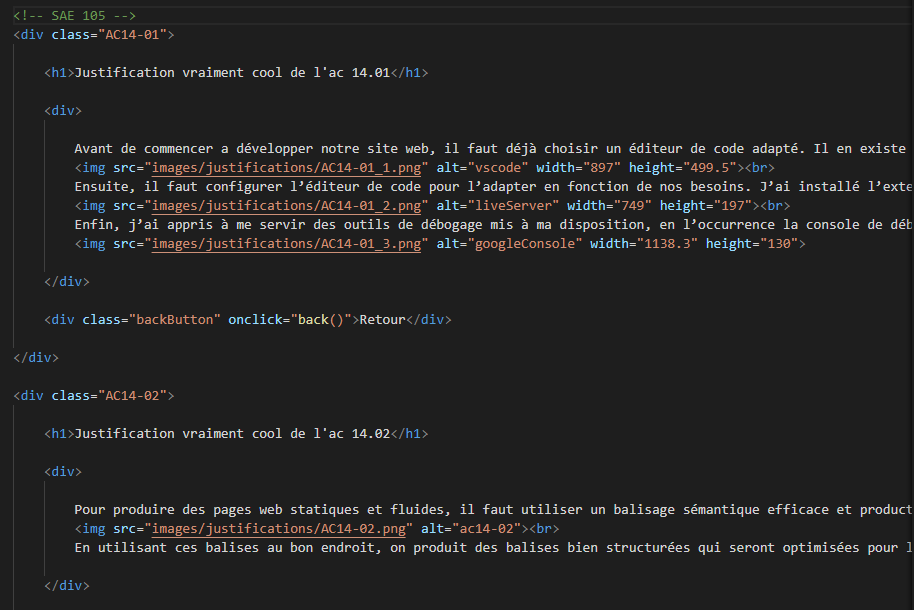 <!-- SAE 105 -->
<div class="AC14-01">
<h1>Justification vraiment cool de l'ac 14.01</h1>
<div>
Avant de commencer a développer notre site web, il faut déjà choisir un éditeur de code adapté. Il en existe
<img src="images/justifications/AC14-01_1.png" alt="vscode" width="897" height="499.5"><br>
Ensuite, il faut configurer l’éditeur de code pour l’adapter en fonction de nos besoins. J’ai installé l’exte
<img src="images/justifications/AC14-01_2.png" alt="liveServer" width="749" height="197"><br>
Enfin, j’ai appris à me servir des outils de débogage mis à ma disposition, en l’occurrence la console de déb
<img src="images/justifications/AC14-01_3.png" alt="googleConsole" width="1138.3" height="130">
</div>
<div class="backButton" onclick="back()">Retour</div>
</div>
<div class="AC14-02">
<h1>Justification vraiment cool de l'ac 14.02</h1>
<div>
Pour produire des pages web statiques et fluides, il faut utiliser un balisage sémantique efficace et product
<img src="images/justifications/AC14-02.png" alt="ac14-02"><br>
En utilisant ces balises au bon endroit, on produit des balises bien structurées qui seront optimisées pour l
</div>